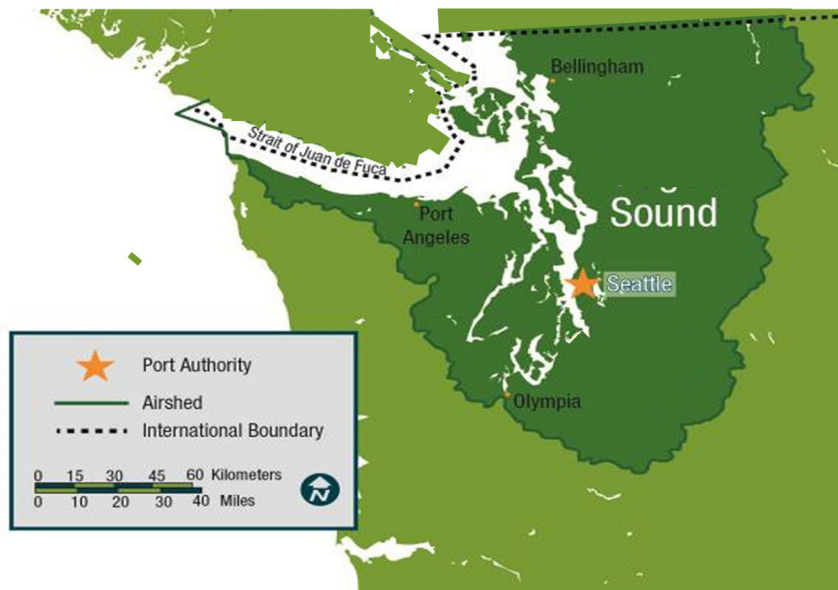 Bellingham
Strait of Juan de Fuca
Sound
Port
Angeles
Seattle
Olympia
Port Authority
Airshed
International Boundary
0 15 30 45 60 Kilometers
0 10 20 30 40 Miles
N